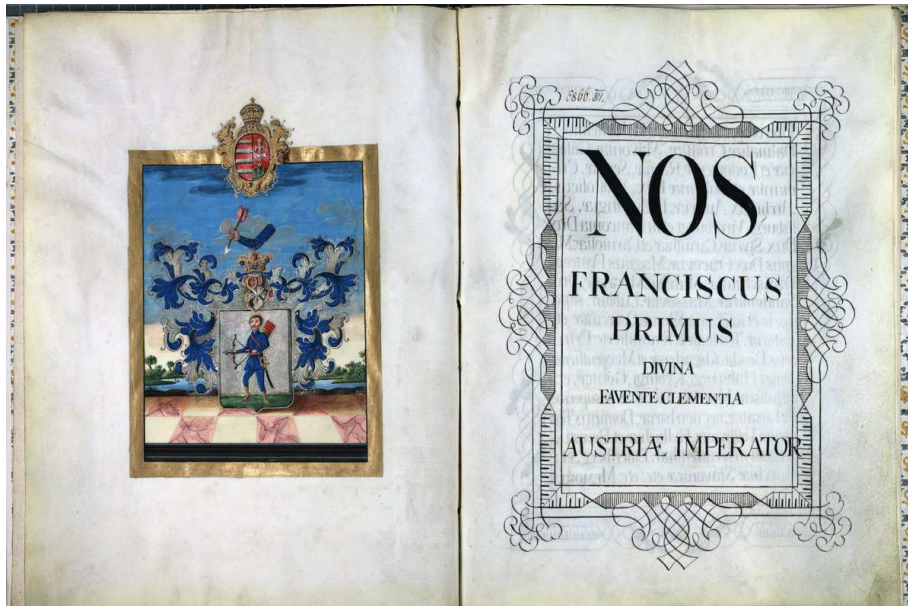 NOS
FRANCISCUS
PRIMUS
DIVINA
FAVENTE CLEMENTIA
AUSTRIÆ IMPERATOR